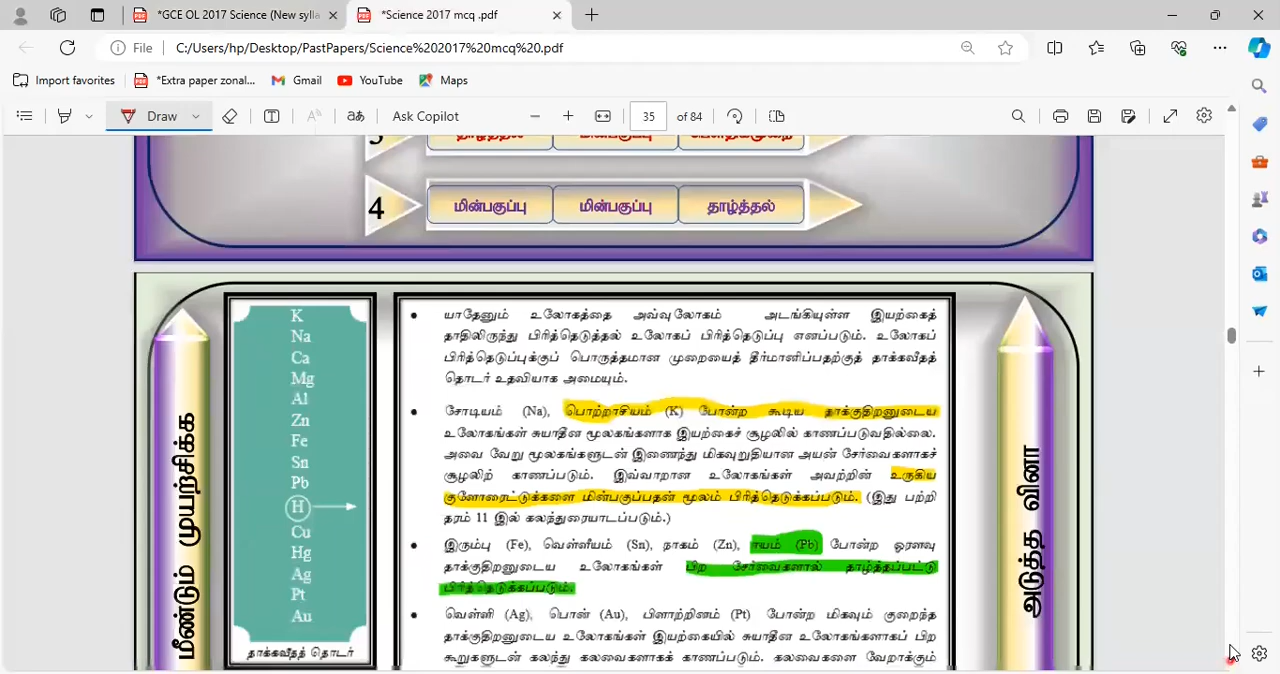 *GCE OL 2017 Science (New sylla
*Science 2017 mcq .pdf
File
C:/Users/hp/Desktop/PastPapers/Science%202017%20mcq%20.pdf
Import favorites
*Extra paper zonal...
Gmail
YouTube
Maps
Draw
aあ
Ask Copilot
35
of 84
3
4
மின்பகுப்பு
மின்பகுப்பு
தாழ்த்தல்
மீண்டும் முயற்சிக்க
K
Na
Ca
Mg
Al
Zn
Fe
Sn
Pb
H
Cu
Hg
Ag
Pt
Au
தாக்கவீதத் தொடர்
யாதேனும் உலோகத்தை அவ்வுலோகம் அடங்கியுள்ள இயற்கைத்
தாதிலிருந்து பிரித்தெடுத்தல் உலோகப் பிரித்தெடுப்பு எனப்படும். உலோகப்
பிரித்தெடுப்புக்குப் பொருத்தமான முறையைத் தீர்மானிப்பதற்குத் தாக்கவீதத்
தொடர் உதவியாக அமையும்.
சோடியம் (Na), பொற்றாசியம் (K) போன்ற கூடிய தாக்குதிறனுடைய
உலோகங்கள் சுயாதீன மூலகங்களாக இயற்கைச் சூழலில் காணப்படுவதில்லை.
அவை வேறு மூலகங்களுடன் இணைந்து மிகவுறுதியான அயன் சேர்வைகளாகச்
சூழலிற் காணப்படும். இவ்வாறான உலோகங்கள் அவற்றின் உருகிய
குளோரைட்டுக்களை மின்பகுப்பதன் மூலம் பிரித்தெடுக்கப்படும். (இது பற்றி
தரம் 11 இல் கலந்துரையாடப்படும்.)
இரும்பு (Fe), வெள்ளீயம் (Sn), நாகம் (Zn), ஈயம் (Pb) போன்ற ஓரளவு
தாக்குதிறனுடைய உலோகங்கள் பிற சேர்வைகளால் தாழ்த்தப்பட்டு
பிரித்தெடுக்கப்படும்.
வெள்ளி (Ag), பொன் (Au), பிளாற்றினம் (Pt) போன்ற மிகவும் குறைந்த
தாக்குதிறனுடைய உலோகங்கள் இயற்கையில் சுயாதீன உலோகங்களாகப் பிற
கூறுகளுடன் கலந்து கலவைகளாகக் காணப்படும். கலவைகளை வேறாக்கும்
அடுத்த வினா